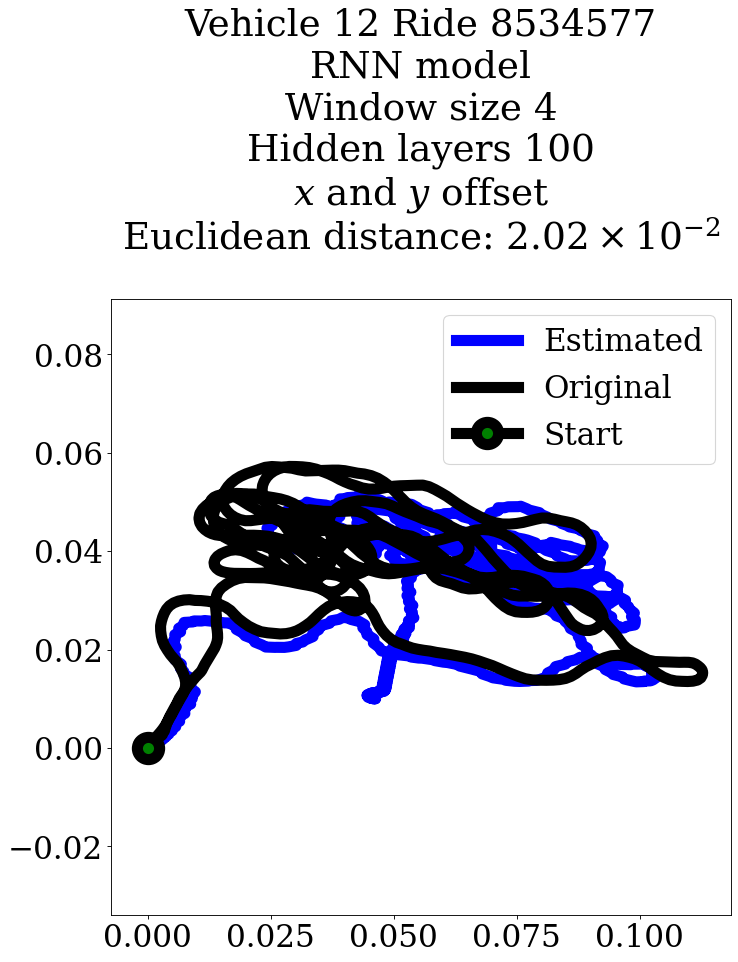 Vehicle 12 Ride 8534577
RNN model
Window size 4
Hidden layers 100
x and y offset
Euclidean distance: 2.02 × 10⁻²
Estimated
Original
Start
0.08
0.06
0.04
0.02
0.00
−0.02
0.000 0.025 0.050 0.075 0.100